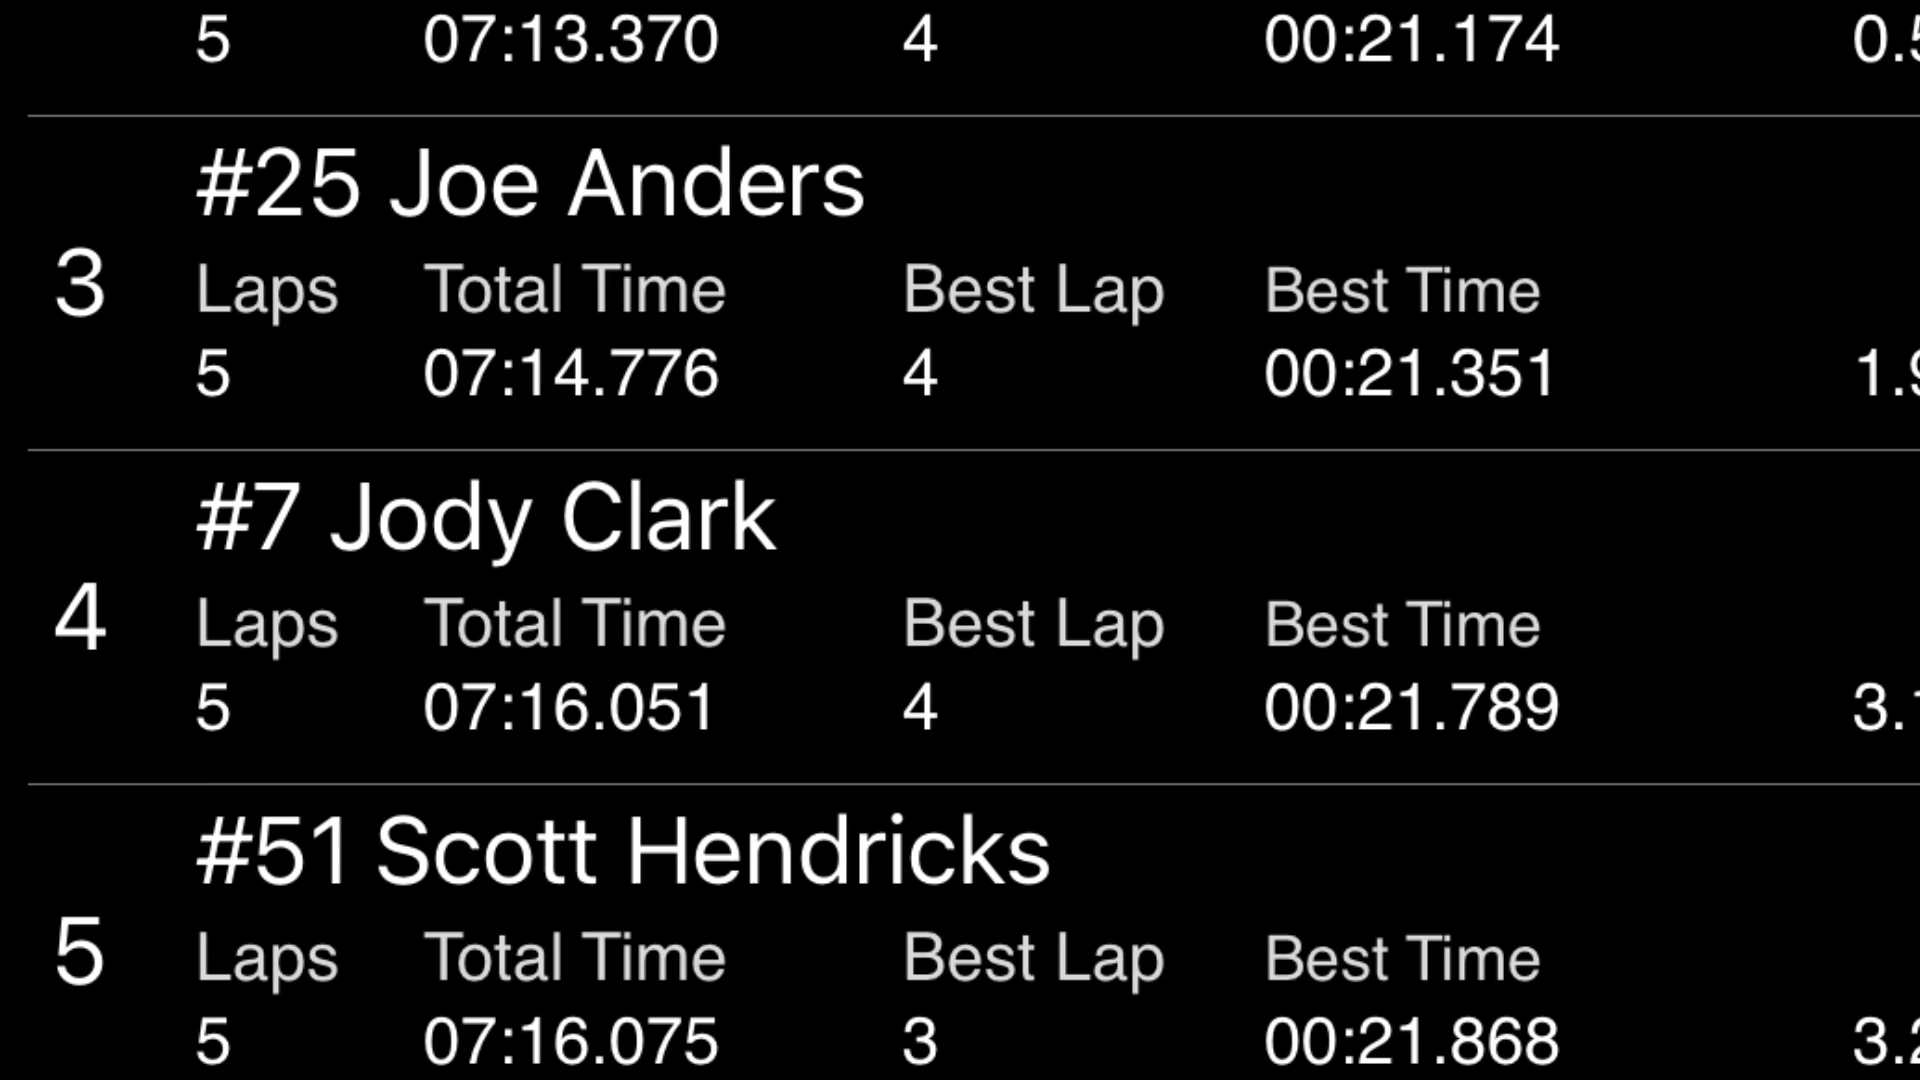 5 07:13.370 4 00:21.174
#25 Joe Anders
3 Laps Total Time Best Lap Best Time
5 07:14.776 4 00:21.351
#7 Jody Clark
4 Laps Total Time Best Lap Best Time
5 07:16.051 4 00:21.789
#51 Scott Hendricks
5 Laps Total Time Best Lap Best Time
5 07:16.075 3 00:21.868